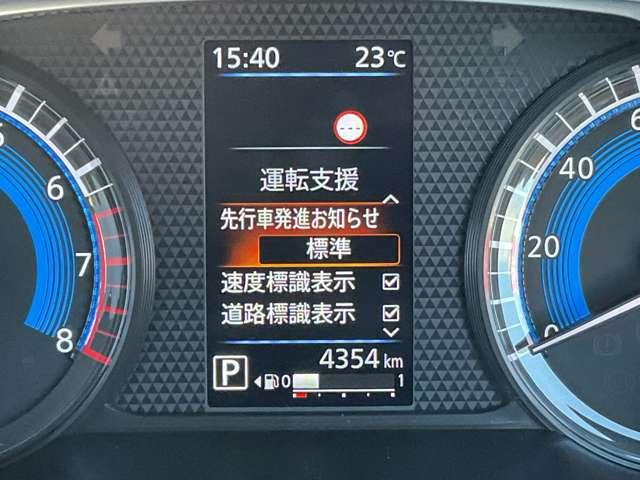 15:40 23℃
---
運転支援
先行車発進お知らせ
標準
速度標識表示
道路標識表示
4354 km
P 0 1
6
7
8
6
40
20
0